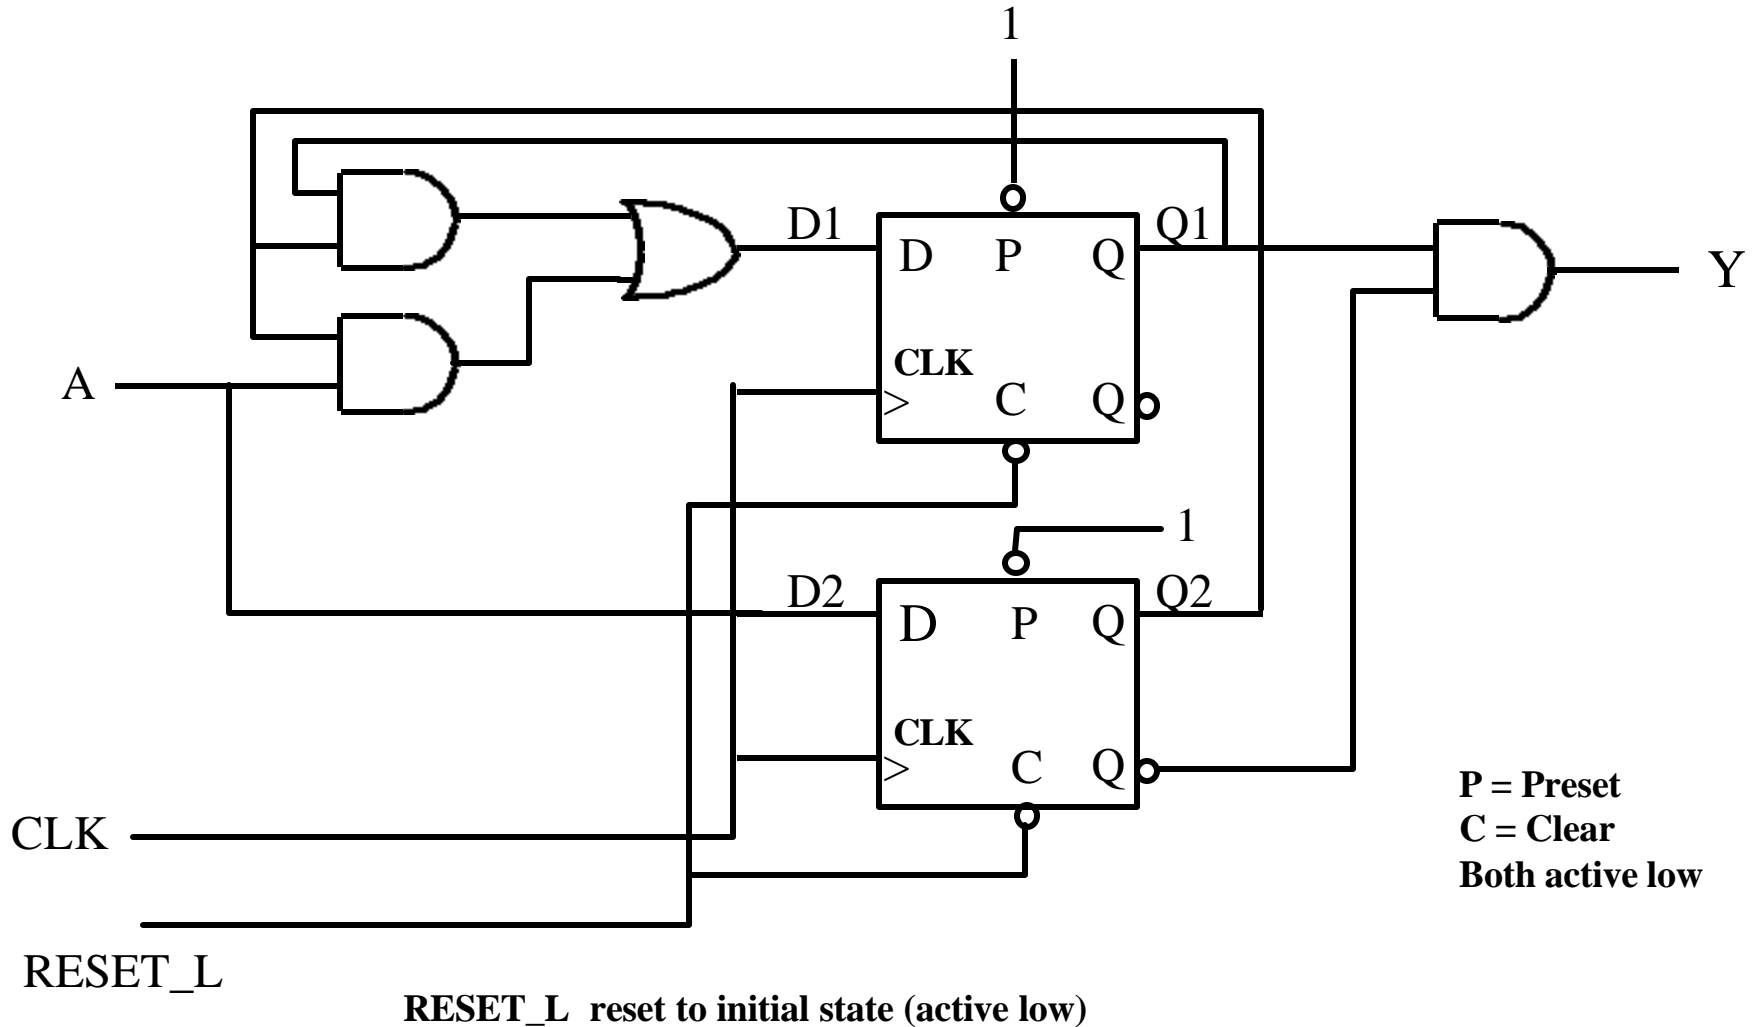 1
D1
Q1
D P Q
Y
CLK
A
> C Q
1
D2
Q2
D P Q
CLK
> C Q
P = Preset
CLK
C = Clear
Both active low
RESET_L
RESET_L reset to initial state (active low)